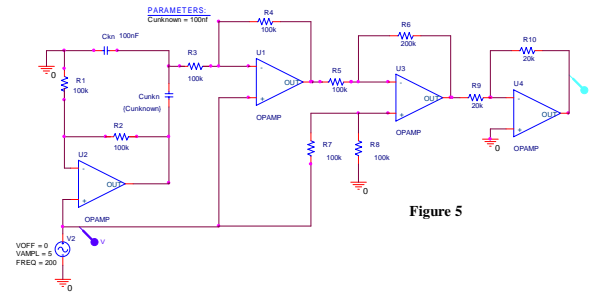 PARAMETERS:
Cunknown = 100nf
Ckn 100nF
R4
100k
R6
200k
R10
20k
R3
100k
U1
OUT
OPAMP
R5
100k
U3
OUT
OPAMP
R9
20k
U4
OUT
OPAMP
0
R1
100k
Cunkn
{Cunknown}
R2
100k
U2
OUT
OPAMP
R7
100k
R8
100k
0
0
V
V2
VOFF = 0
VAMPL = 5
FREQ = 200
0
Figure 5